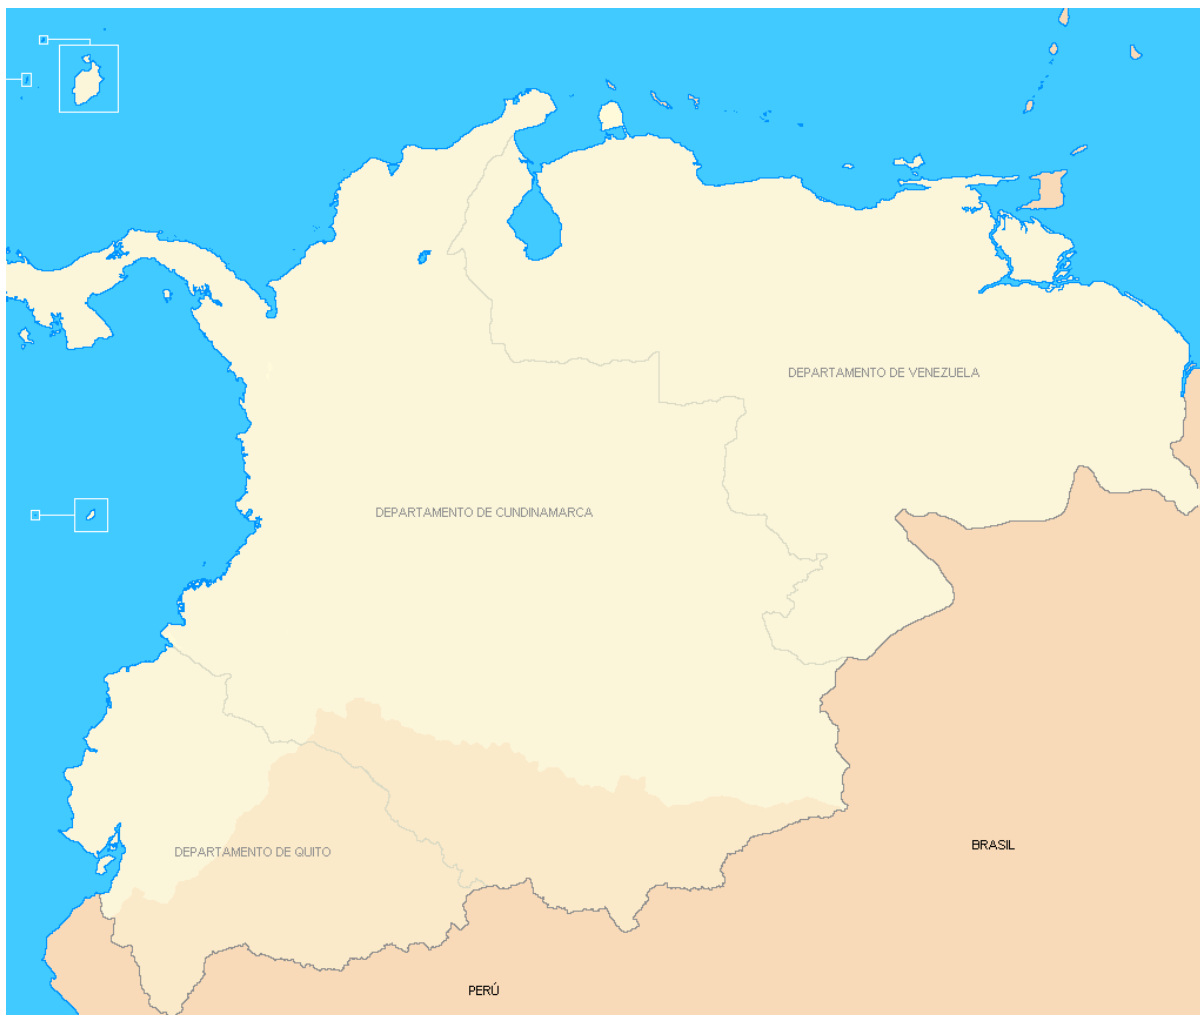 DEPARTAMENTO DE VENEZUELA
DEPARTAMENTO DE CUNDINAMARCA
DEPARTAMENTO DE QUITO
BRASIL
PERÚ